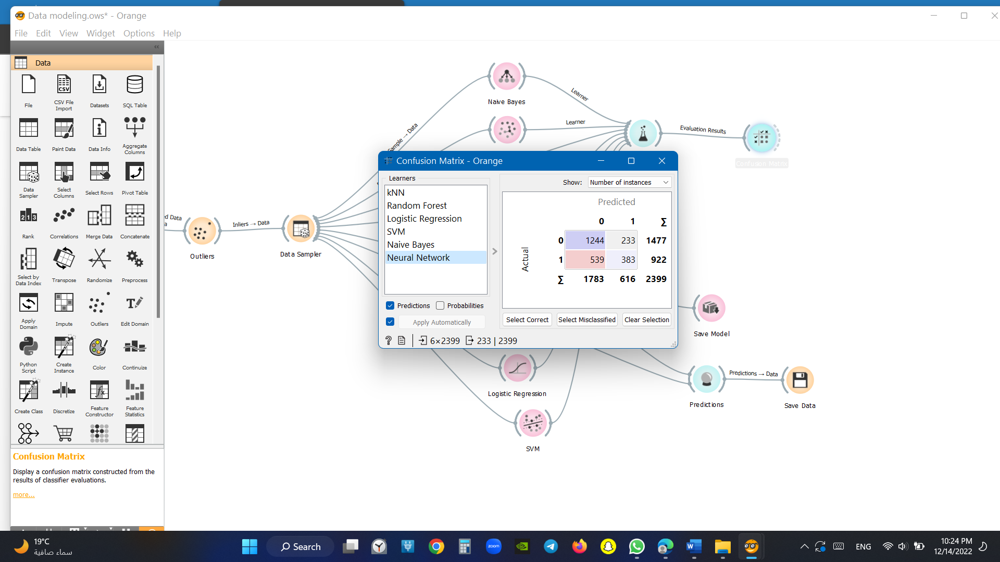 Data modeling.ows* - Orange
File Edit View Widget Options Help
Data
File
CSV File Import
Datasets
SQL Table
Data Table
Paint Data
Data Info
Aggregate Columns
Data Sampler
Select Columns
Select Rows
Pivot Table
Rank
Correlations
Merge Data
Concatenate
Select by Data Index
Transpose
Randomize
Preprocess
Apply Domain
Impute
Outliers
Edit Domain
Python Script
Create Instance
Color
Continuize
Create Class
Discretize
Feature Constructor
Feature Statistics
Confusion Matrix
Display a confusion matrix constructed from the
results of classifier evaluations.
more...
Naive Bayes
Learner
Learner
Sample → Data
Evaluation Results
Confusion Matrix
d Data
a
Outliers
Inliers → Data
Data Sampler
Confusion Matrix - Orange
Learners
kNN
Random Forest
Logistic Regression
SVM
Naive Bayes
Neural Network
Predictions
Probabilities
Apply Automatically
6×2399
233 | 2399
Show: Number of instances
Predicted
0 1 ∑
Actual
0 1244 233 1477
1 539 383 922
∑ 1783 616 2399
Select Correct
Select Misclassified
Clear Selection
Save Model
Logistic Regression
Predictions
Predictions → Data
Save Data
SVM
19°C
سماء صافية
Search
zoom
ENG
10:24 PM
12/14/2022